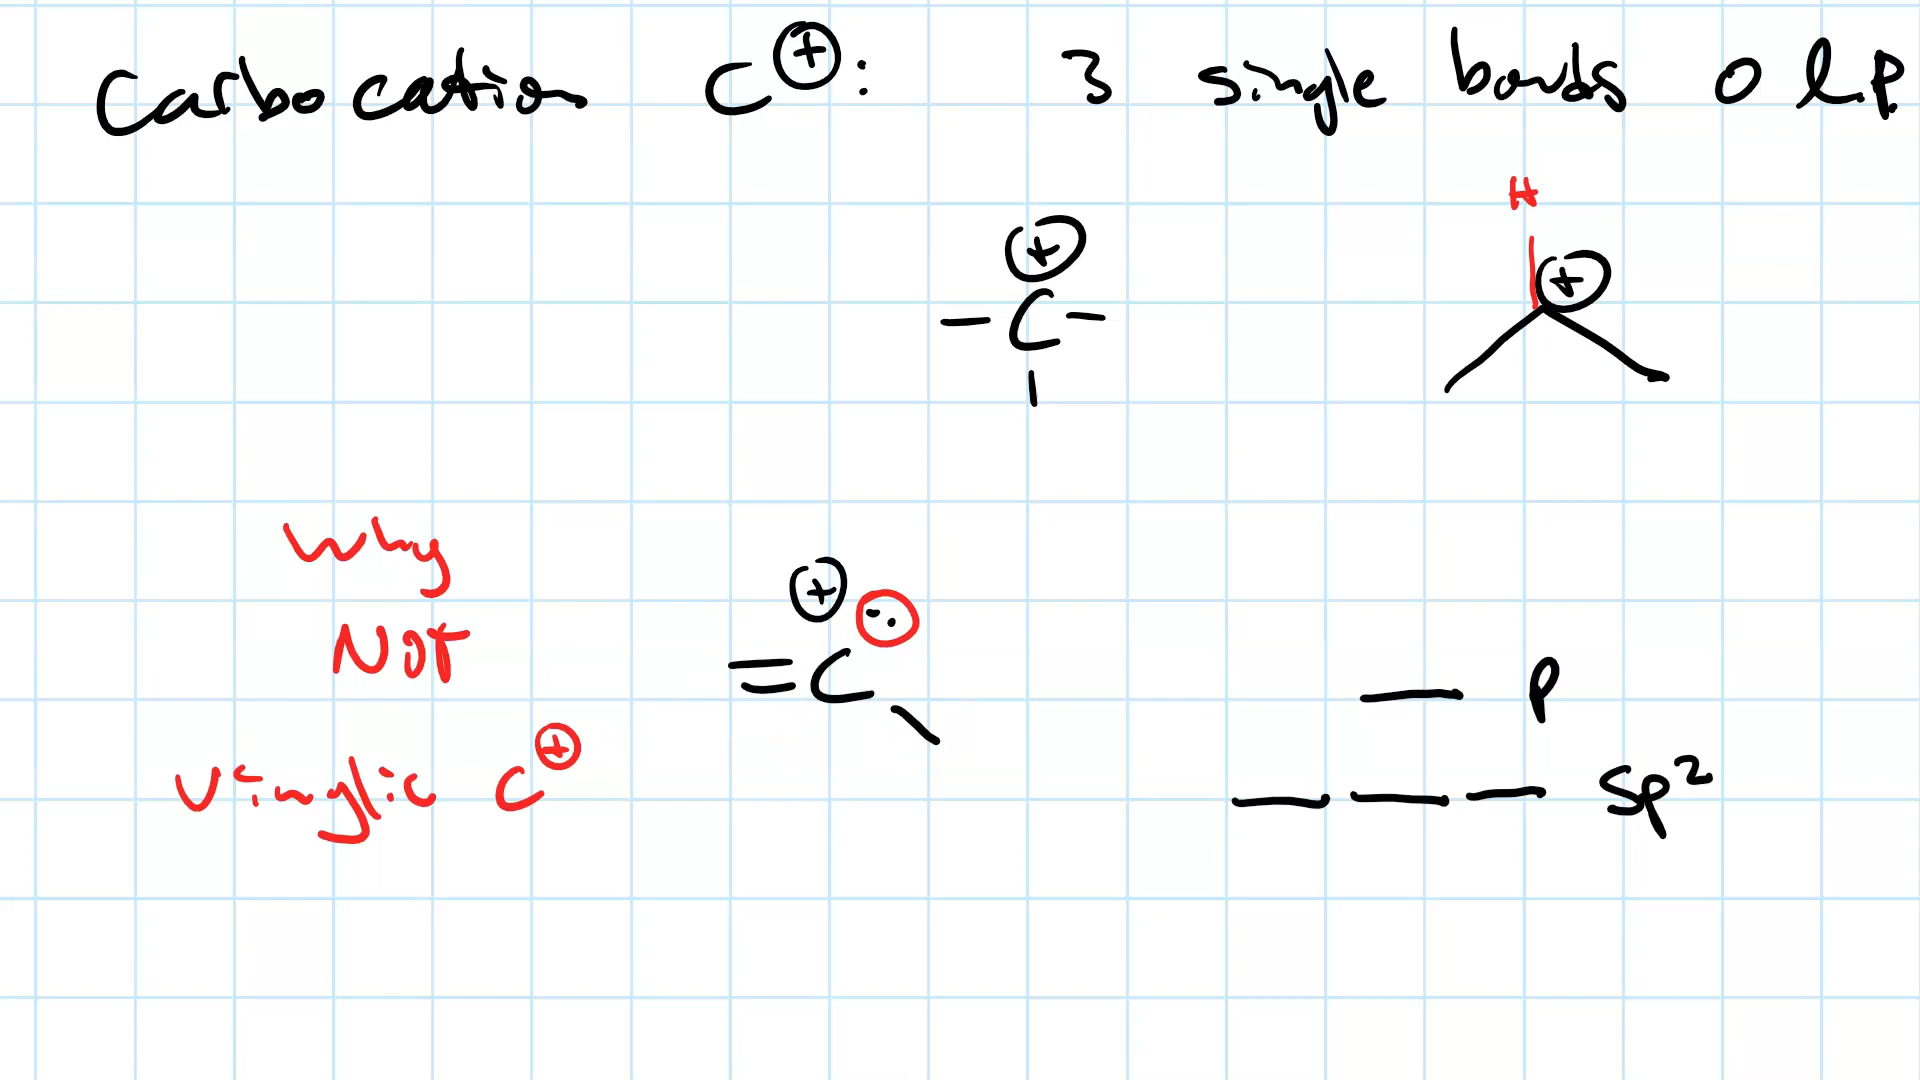 Carbocation C⊕: 3 single bonds 0 l.p
H
⊕
⊕
– C –
Why
NOT
⊕
= C
p
sp²
Vinylic C⊕